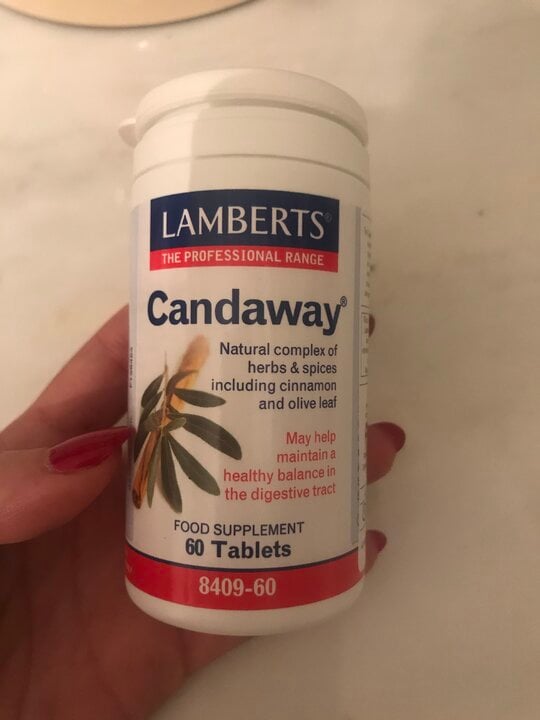 LAMBERTS®
THE PROFESSIONAL RANGE
Candaway®
Natural complex of
herbs & spices
including cinnamon
and olive leaf
May help
maintain a
healthy balance in
the digestive tract
FOOD SUPPLEMENT
60 Tablets
8409-60